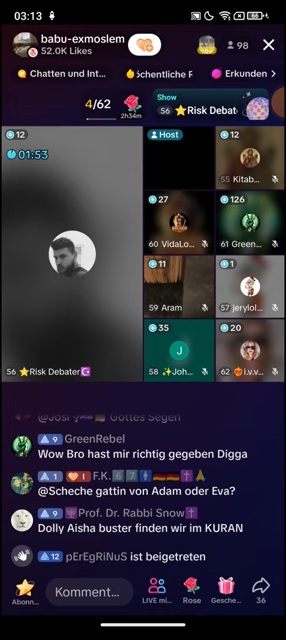 03:13
66
babu-exmoslem
52.0K Likes
98
Chatten und Int...
Erkunden
4/62
2h34m
Show
56 ⭐Risk Debat
12
01:53
Host
12
55 Kitab...
27
60 VidaLo...
126
61 Green...
11
59 Aram
1
57 jerylol...
56 ⭐Risk Debater☪
35
J
58 ✨Joh...
20
62 i.v.v...
Gottes Segen
9 GreenRebel
Wow Bro hast mir richtig gegeben Digga
1 I F.K. 6️⃣7️⃣🚹🇩🇪🇩🇪✝️🙏
@Scheche gattin von Adam oder Eva?
9 🕎Prof. Dr. Rabbi Snow✝️
Dolly Aisha buster finden wir im KURAN
12 pErEgRiNuS ist beigetreten
Abonn...
Komment...
LIVE mi...
Rose
Gesche...
36